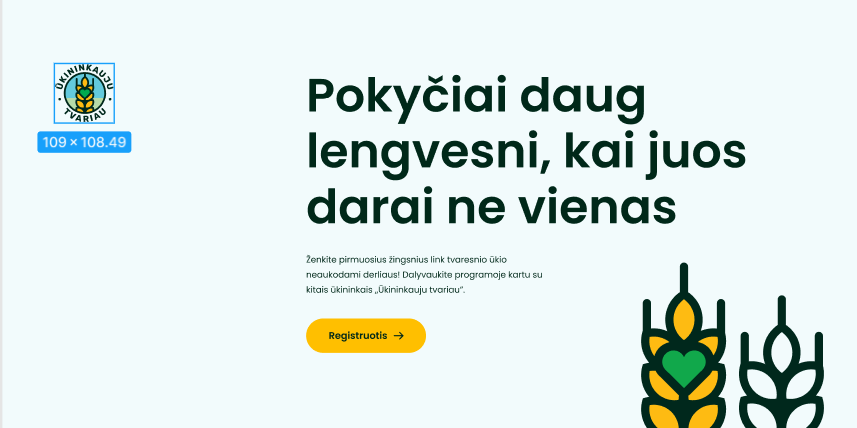 ŪKININKAUJU
TVARIAU
109 × 108.49
Pokyčiai daug
lengvesni, kai juos
darai ne vienas
Ženkite pirmuosius žingsnius link tvaresnio ūkio
neaukodami derliaus! Dalyvaukite programoje kartu su
kitais ūkininkais „Ūkininkauju tvariau“.
Registruotis →